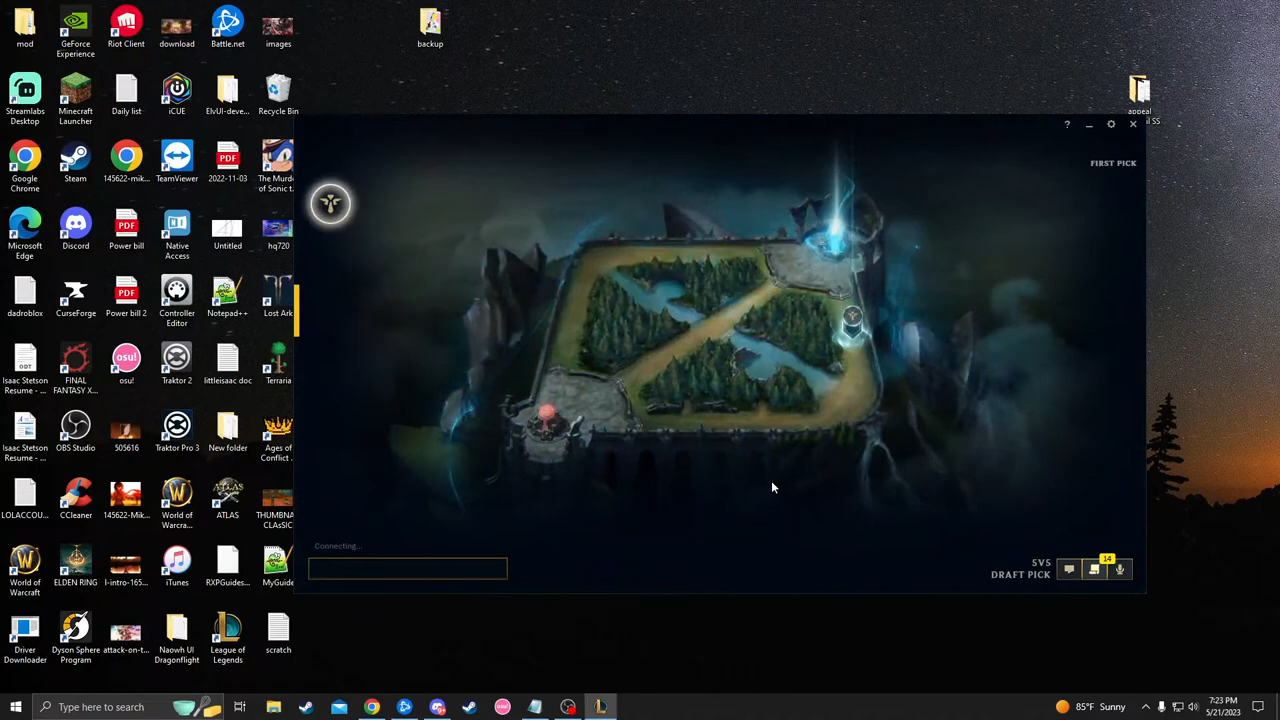 mod
GeForce
Experience
Riot Client
download
Battle.net
images
backup
Streamlabs
Desktop
Minecraft
Launcher
Daily list
iCUE
ElvUI-deve...
Recycle Bin
appeal
SS
?
FIRST PICK
Google
Chrome
Steam
145622-mik...
TeamViewer
2022-11-03
The Murder
of Sonic t...
Microsoft
Edge
Discord
Power bill
Native
Access
Untitled
hq720
dadroblox
CurseForge
Power bill 2
Controller
Editor
Notepad++
Lost Ark
Isaac Stetson
Resume - ...
FINAL
FANTASY X...
osu!
Traktor 2
littleisaac doc
Terraria
Isaac Stetson
Resume - ...
OBS Studio
505616
Traktor Pro 3
New folder
Ages of
Conflict ...
LOLACCOU...
CCleaner
145622-Mik...
World of
Warcra...
ATLAS
THUMBNA...
CLASSIC...
World of
Warcraft
ELDEN RING
l-intro-165...
iTunes
RXPGuides...
MyGuide
Connecting...
5V5
DRAFT PICK
14
Driver
Downloader
Dyson Sphere
Program
attack-on-t...
Naowh UI
Dragonflight
League of
Legends
scratch
Type here to search
85°F Sunny
7:23 PM
5/21/2023